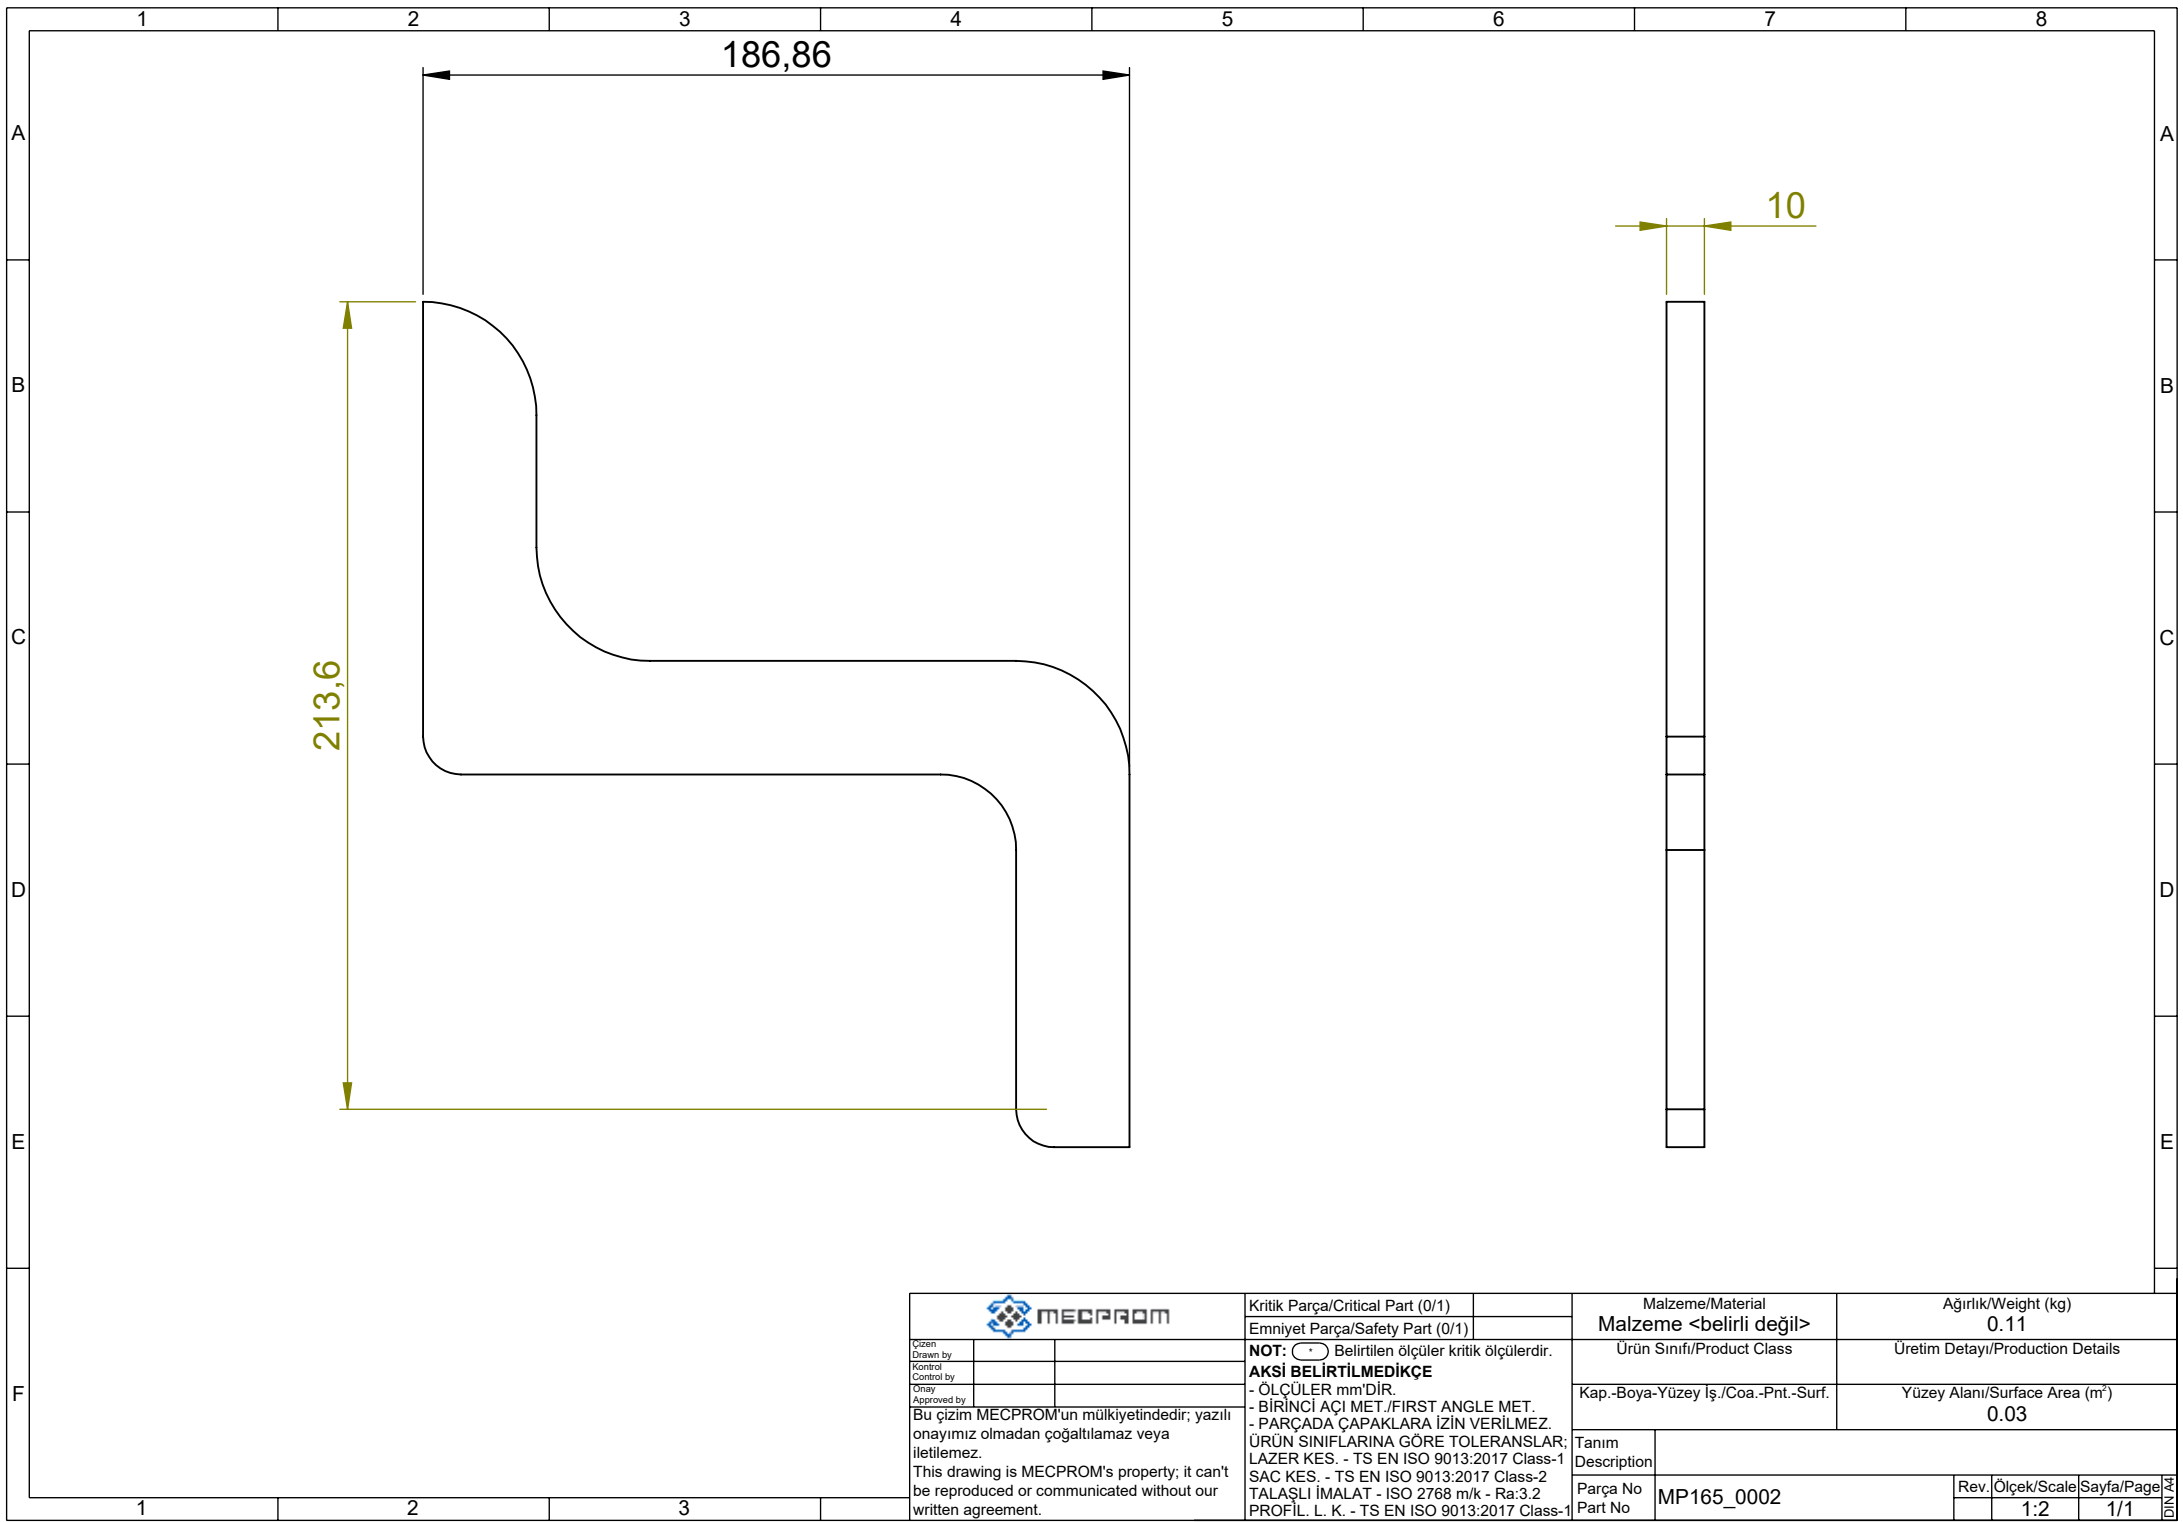 1 2 3 4 5 6 7 8
186,86
A A
10
B B
C C
213,6
D D
E E
F
MECPROM
Çizen
Drawn by
Kontrol
Control by
Onay
Approved by
Bu çizim MECPROM'un mülkiyetindedir; yazılı
onayımız olmadan çoğaltılamaz veya
iletilemez.
This drawing is MECPROM's property; it can't
be reproduced or communicated without our
written agreement.
Kritik Parça/Critical Part (0/1)
Emniyet Parça/Safety Part (0/1)
NOT: * Belirtilen ölçüler kritik ölçülerdir.
AKSİ BELİRTİLMEDİKÇE
- ÖLÇÜLER mm'DİR.
- BİRİNCİ AÇI MET./FIRST ANGLE MET.
- PARÇADA ÇAPAKLARA İZİN VERİLMEZ.
ÜRÜN SINIFLARINA GÖRE TOLERANSLAR;
LAZER KES. - TS EN ISO 9013:2017 Class-1
SAC KES. - TS EN ISO 9013:2017 Class-2
TALAŞLI İMALAT - ISO 2768 m/k - Ra:3.2
PROFİL. L. K. - TS EN ISO 9013:2017 Class-1
Malzeme/Material
Malzeme <belirli değil>
Ağırlık/Weight (kg)
0.11
Ürün Sınıfı/Product Class
Üretim Detayı/Production Details
Kap.-Boya-Yüzey İş./Coa.-Pnt.-Surf.
Yüzey Alanı/Surface Area (m²)
0.03
Tanım
Description
Parça No
Part No
MP165_0002
Rev. Ölçek/Scale Sayfa/Page
1:2 1/1
DIN A4
1 2 3